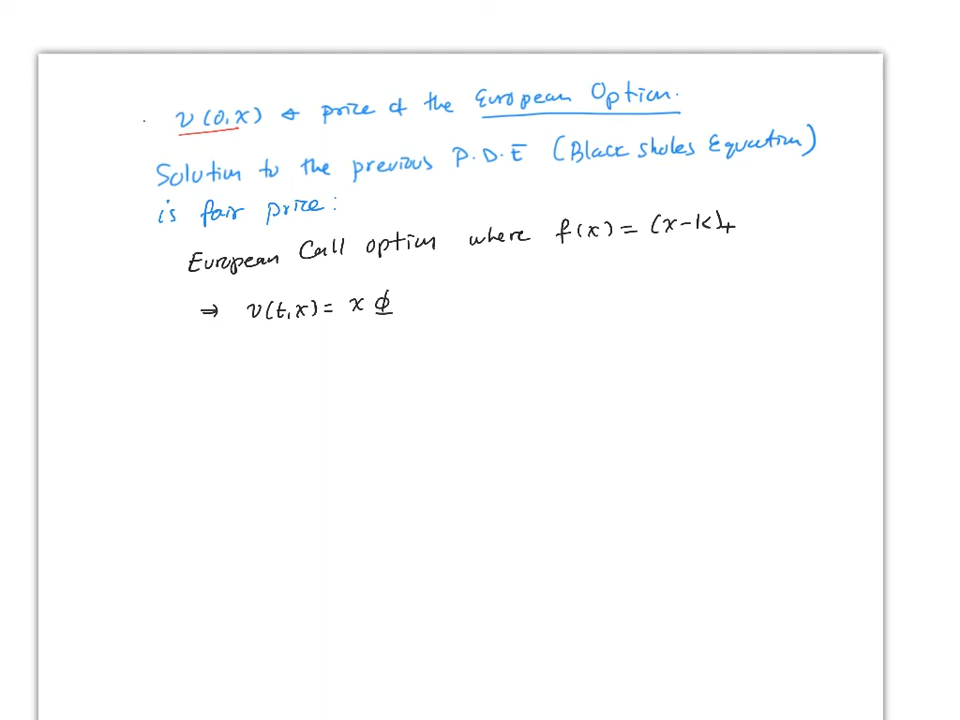 v(0,x) ← price of the European Option.
Solution to the previous P.D.E (Black sholes Equation)
is fair price:
European Call option where f(x) = (x-k)+
⇒ v(t,x) = x ϕ